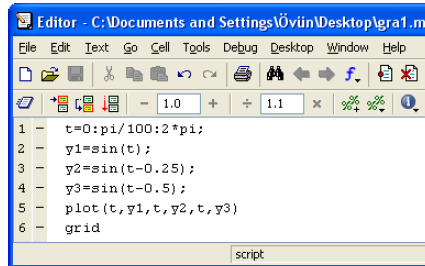 Editor - C:\Documents and Settings\Övün\Desktop\gra1.m
File Edit Text Go Cell Tools Debug Desktop Window Help
- 1.0 + ÷ 1.1 ×
1 - t=0:pi/100:2*pi;
2 - y1=sin(t);
3 - y2=sin(t-0.25);
4 - y3=sin(t-0.5);
5 - plot(t,y1,t,y2,t,y3)
6 - grid
script